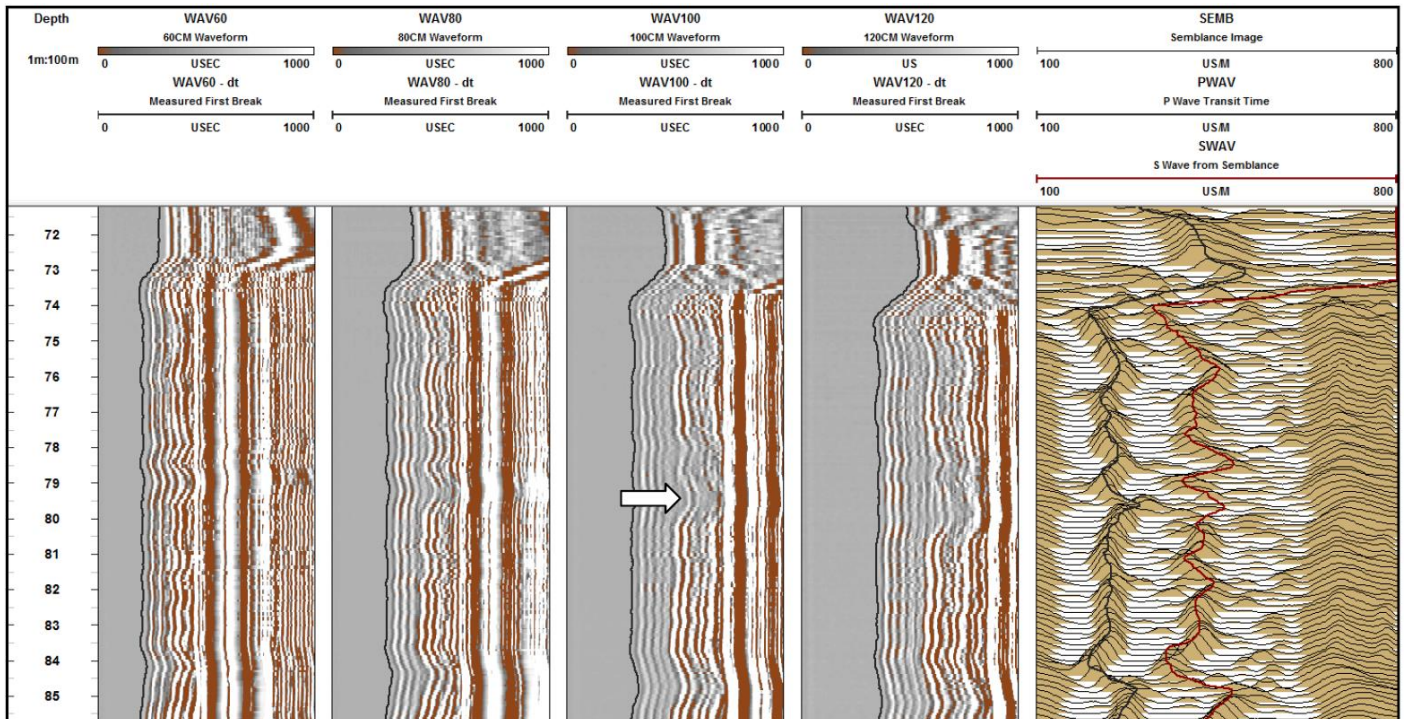 Depth WAV60 WAV80 WAV100 WAV120 SEMB
60CM Waveform 80CM Waveform 100CM Waveform 120CM Waveform Semblance Image
1m:100m 0 USEC 1000 0 USEC 1000 0 USEC 1000 0 US 1000 100 US/M 800
WAV60 - dt WAV80 - dt WAV100 - dt WAV120 - dt PWAV
Measured First Break Measured First Break Measured First Break Measured First Break P Wave Transit Time
0 USEC 1000 0 USEC 1000 0 USEC 1000 0 USEC 1000 100 US/M 800
SWAV
S Wave from Semblance
100 US/M 800
72
73
74
75
76
77
78
79
80
81
82
83
84
85